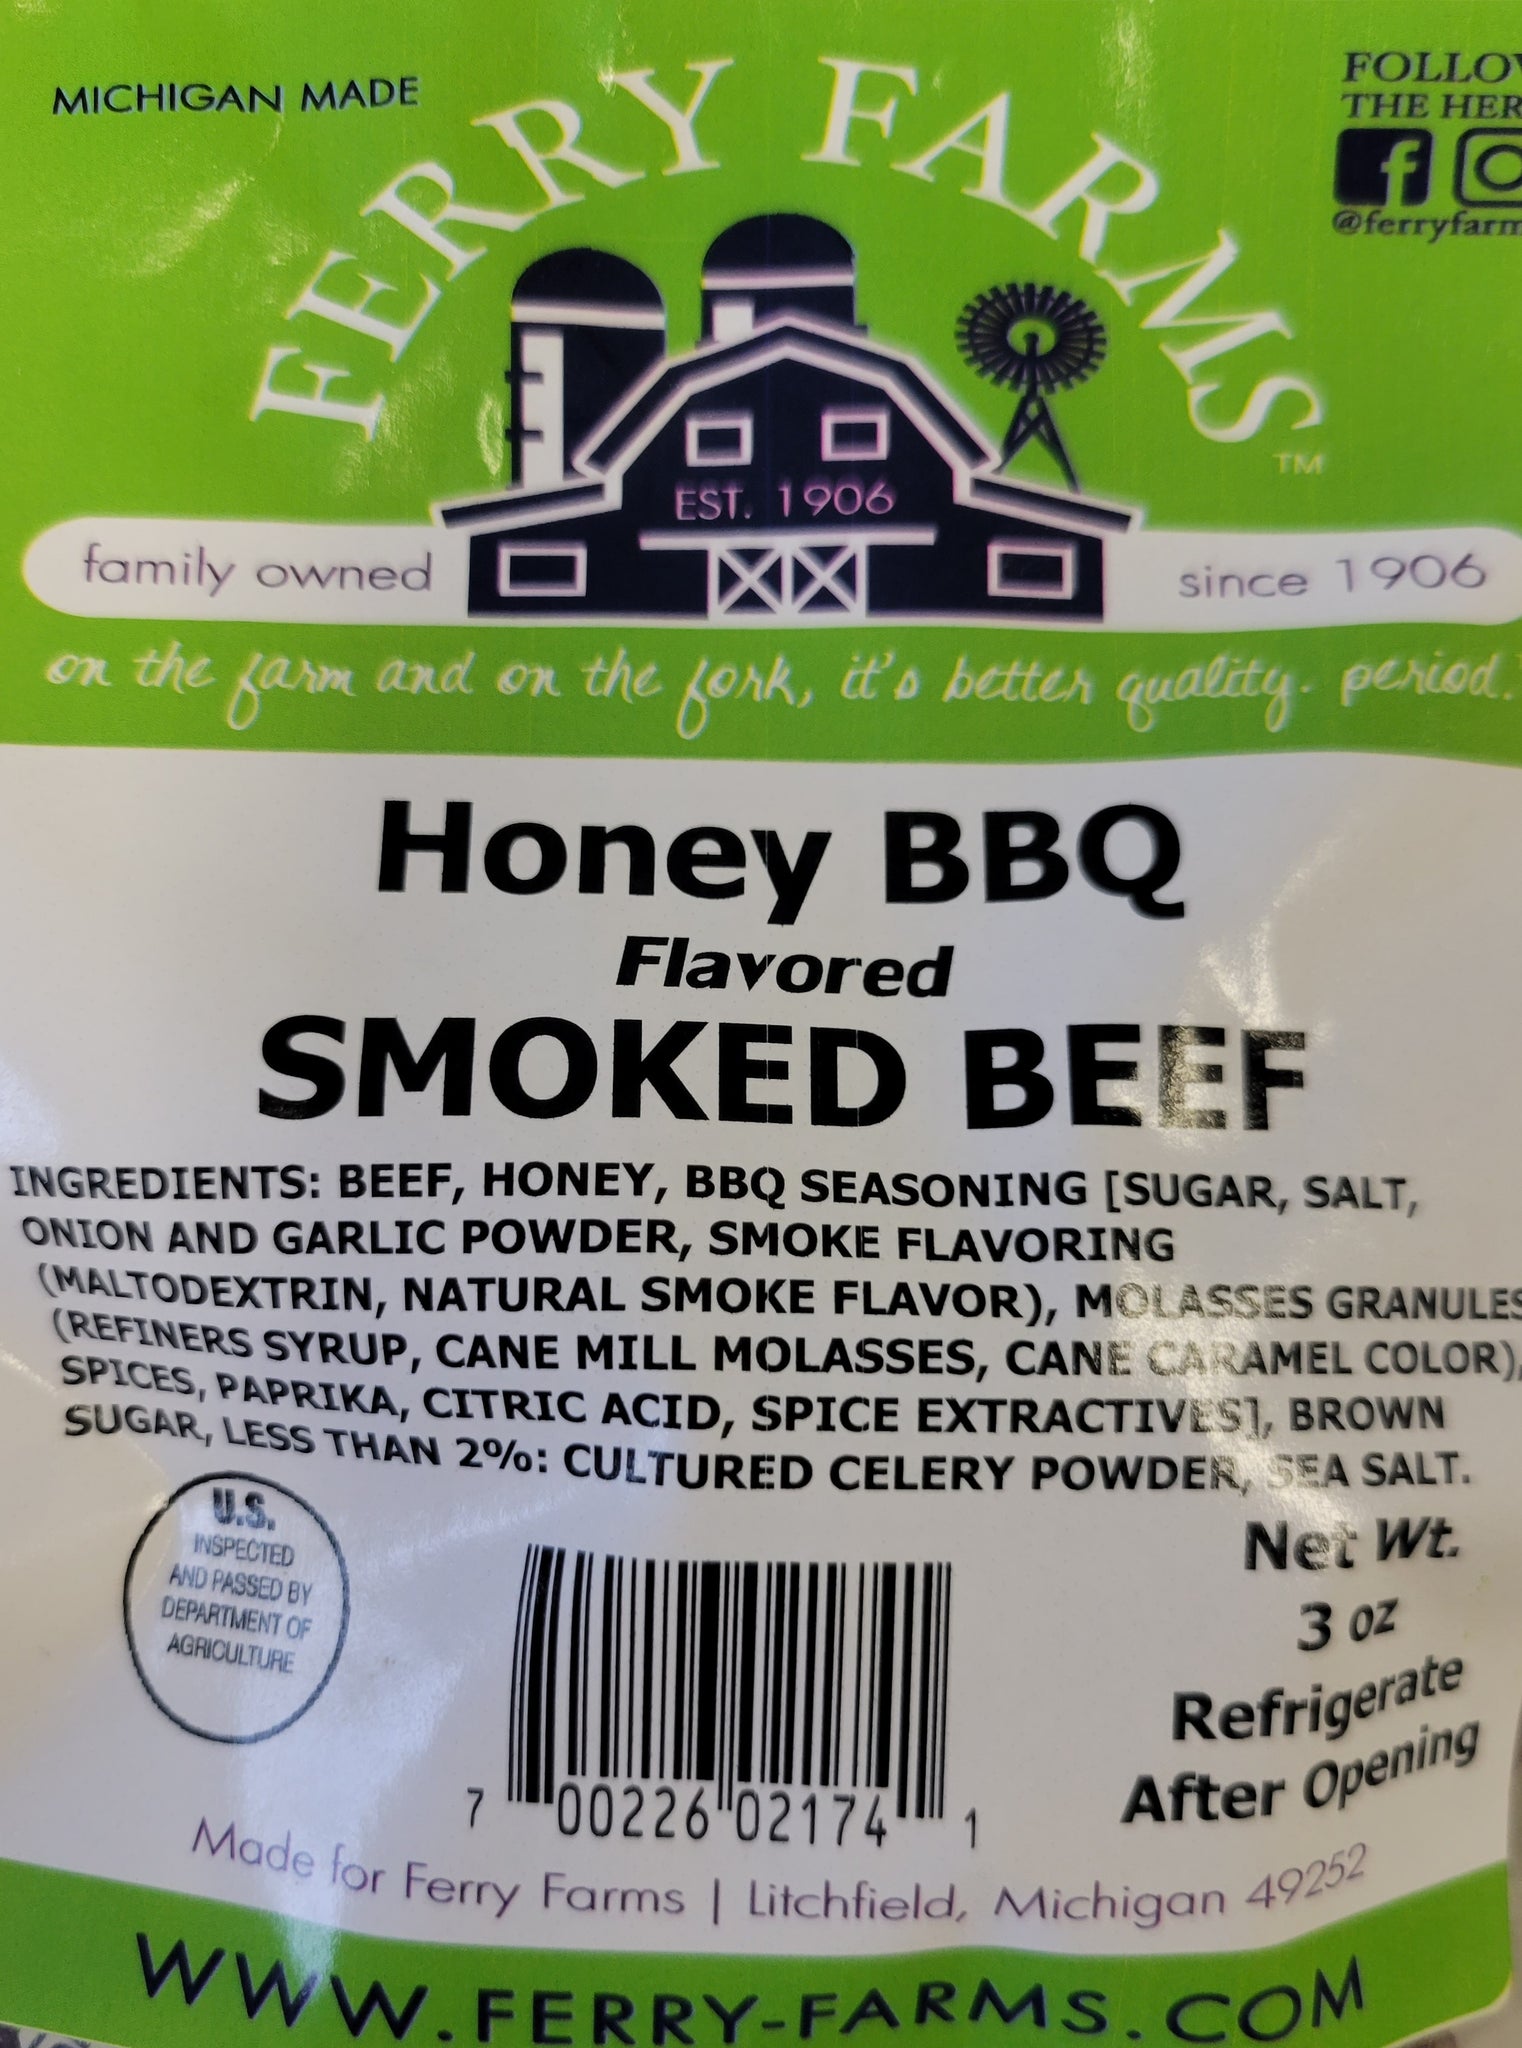 MICHIGAN MADE
FERRY FARMS
TM
THE
EST. 1906
family owned
since 1906
on the farm and on the fork, it's better quality. period.
Honey BBQ
Flavored
SMOKED BEEF
INGREDIENTS: BEEF, HONEY, BBQ SEASONING [SUGAR, SALT,
ONION AND GARLIC POWDER, SMOKE FLAVORING
(MALTODEXTRIN, NATURAL SMOKE FLAVOR), MOLASSES GRANULES
(REFINERS SYRUP, CANE MILL MOLASSES, CANE CARAMEL COLOR),
SPICES, PAPRIKA, CITRIC ACID, SPICE EXTRACTIVES], BROWN
SUGAR, LESS THAN 2%: CULTURED CELERY POWDER, SEA SALT.
U.S.
INSPECTED
AND PASSED BY
DEPARTMENT OF
AGRICULTURE
Net Wt.
3 oz
Refrigerate
After Opening
7 00226 02174 1
Made for Ferry Farms | Litchfield, Michigan 49252
WWW.FERRY-FARMS.COM